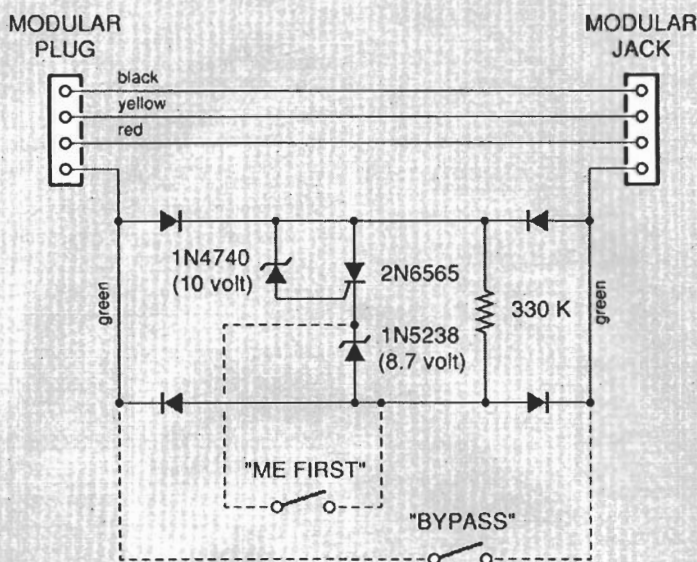 MODULAR
PLUG
MODULAR
JACK
black
yellow
red
green
1N4740
(10 volt)
2N6565
1N5238
(8.7 volt)
330 K
green
"ME FIRST"
"BYPASS"